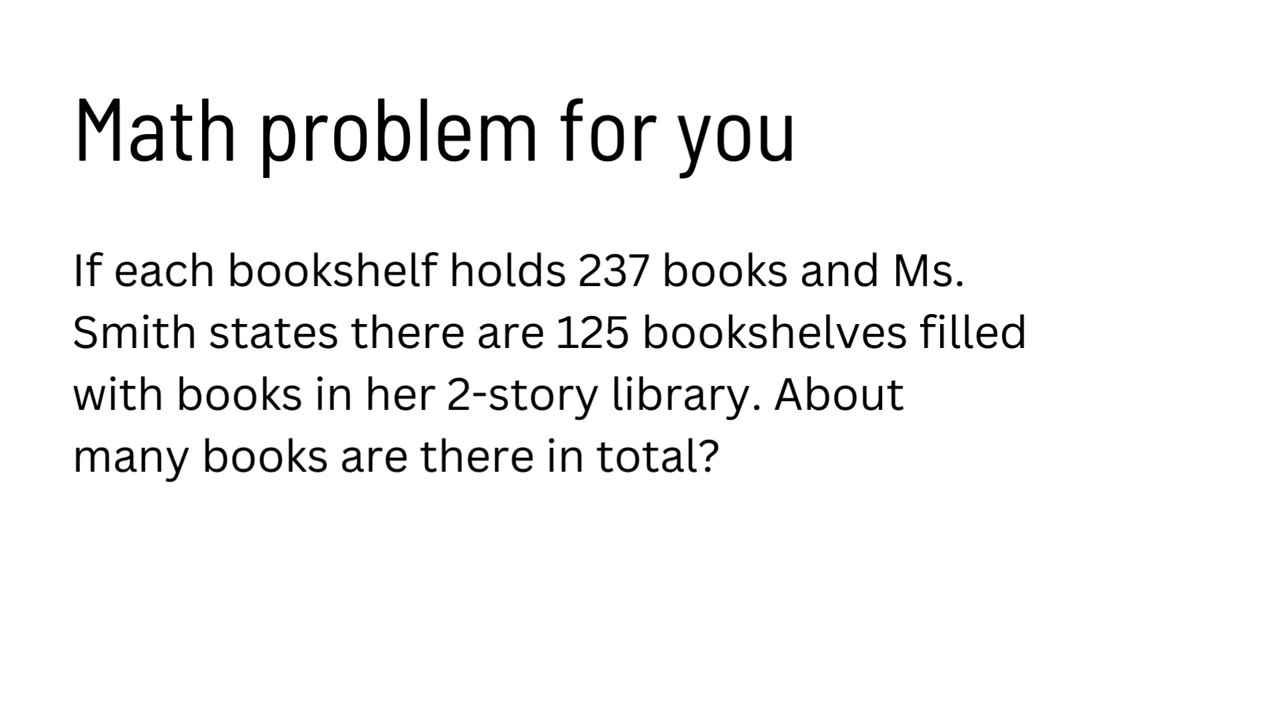 Math problem for you
If each bookshelf holds 237 books and Ms.
Smith states there are 125 bookshelves filled
with books in her 2-story library. About
many books are there in total?